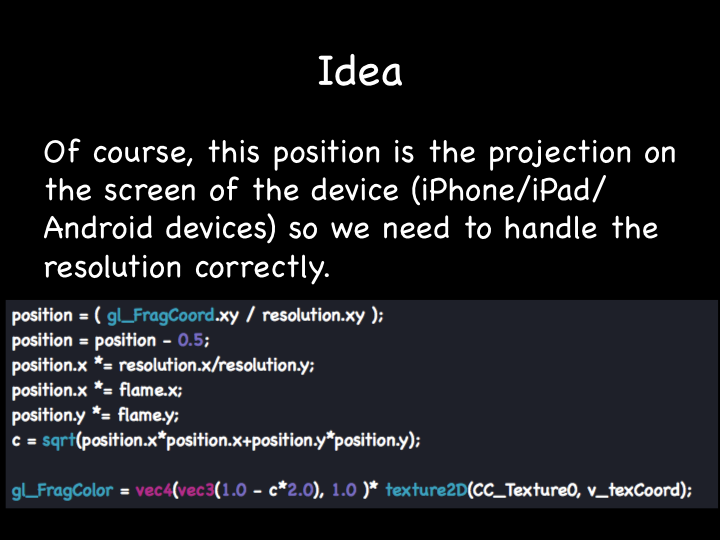 Idea
Of course, this position is the projection on
the screen of the device (iPhone/iPad/
Android devices) so we need to handle the
resolution correctly.
position = ( gl_FragCoord.xy / resolution.xy );
position = position - 0.5;
position.x *= resolution.x/resolution.y;
position.x *= flame.x;
position.y *= flame.y;
c = sqrt(position.x*position.x+position.y*position.y);
gl_FragColor = vec4(vec3(1.0 - c*2.0), 1.0 )* texture2D(CC_Texture0, v_texCoord);